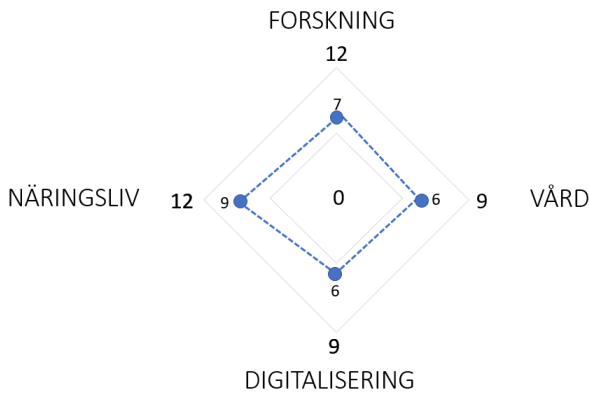 FORSKNING
12
7
NÄRINGSLIV 12 9 0 6 9 VÅRD
6
9
DIGITALISERING